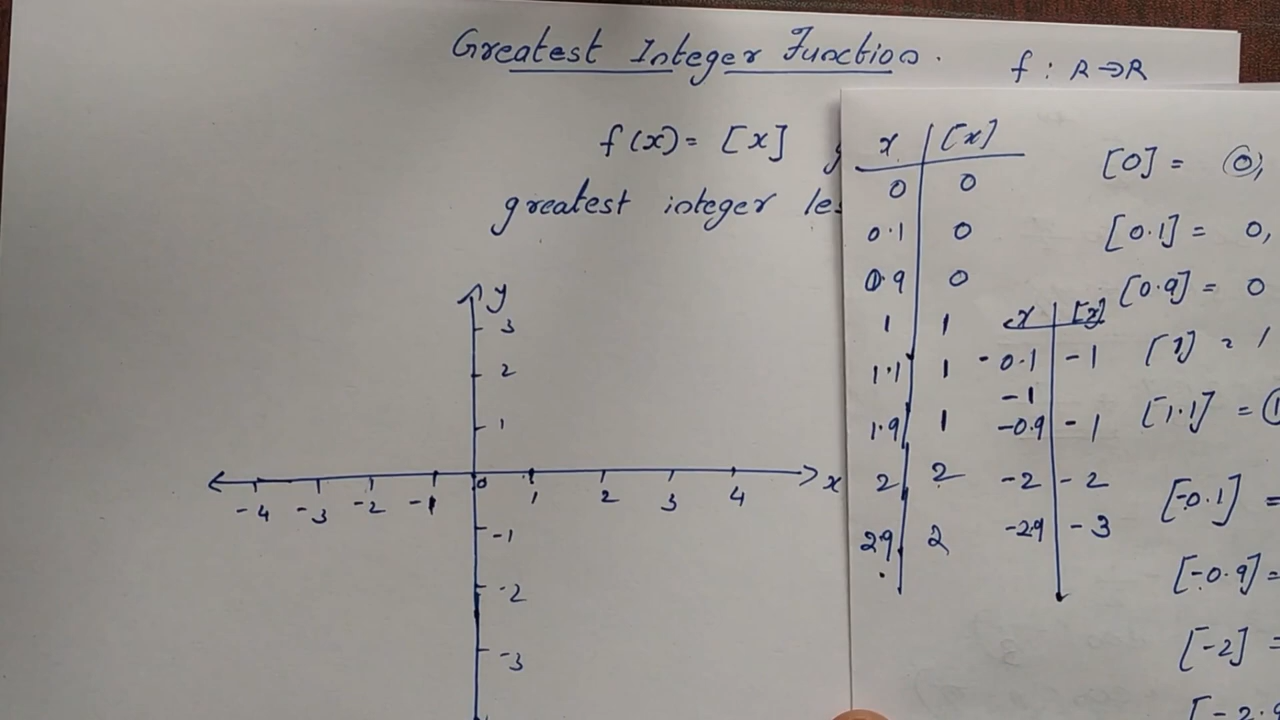 Greatest Integer Function.
f : R → R
f(x) = [x]
greatest integer
y
3
2
1
0
-4 -3 -2 -1 1 2 3 4 x
-1
-2
-3
x [x]
0 0
0.1 0
0.9 0
1 1
1.1 1
1.9 1
2 2
2.9 2
x [x]
-0.1 -1
-1
-0.9 -1
-2 -2
-2.9 -3
[0] = 0,
[0.1] = 0,
[0.9] = 0
[1] = 1
[1.1] = 1
[-0.1] =
[-0.9] =
[-2] =